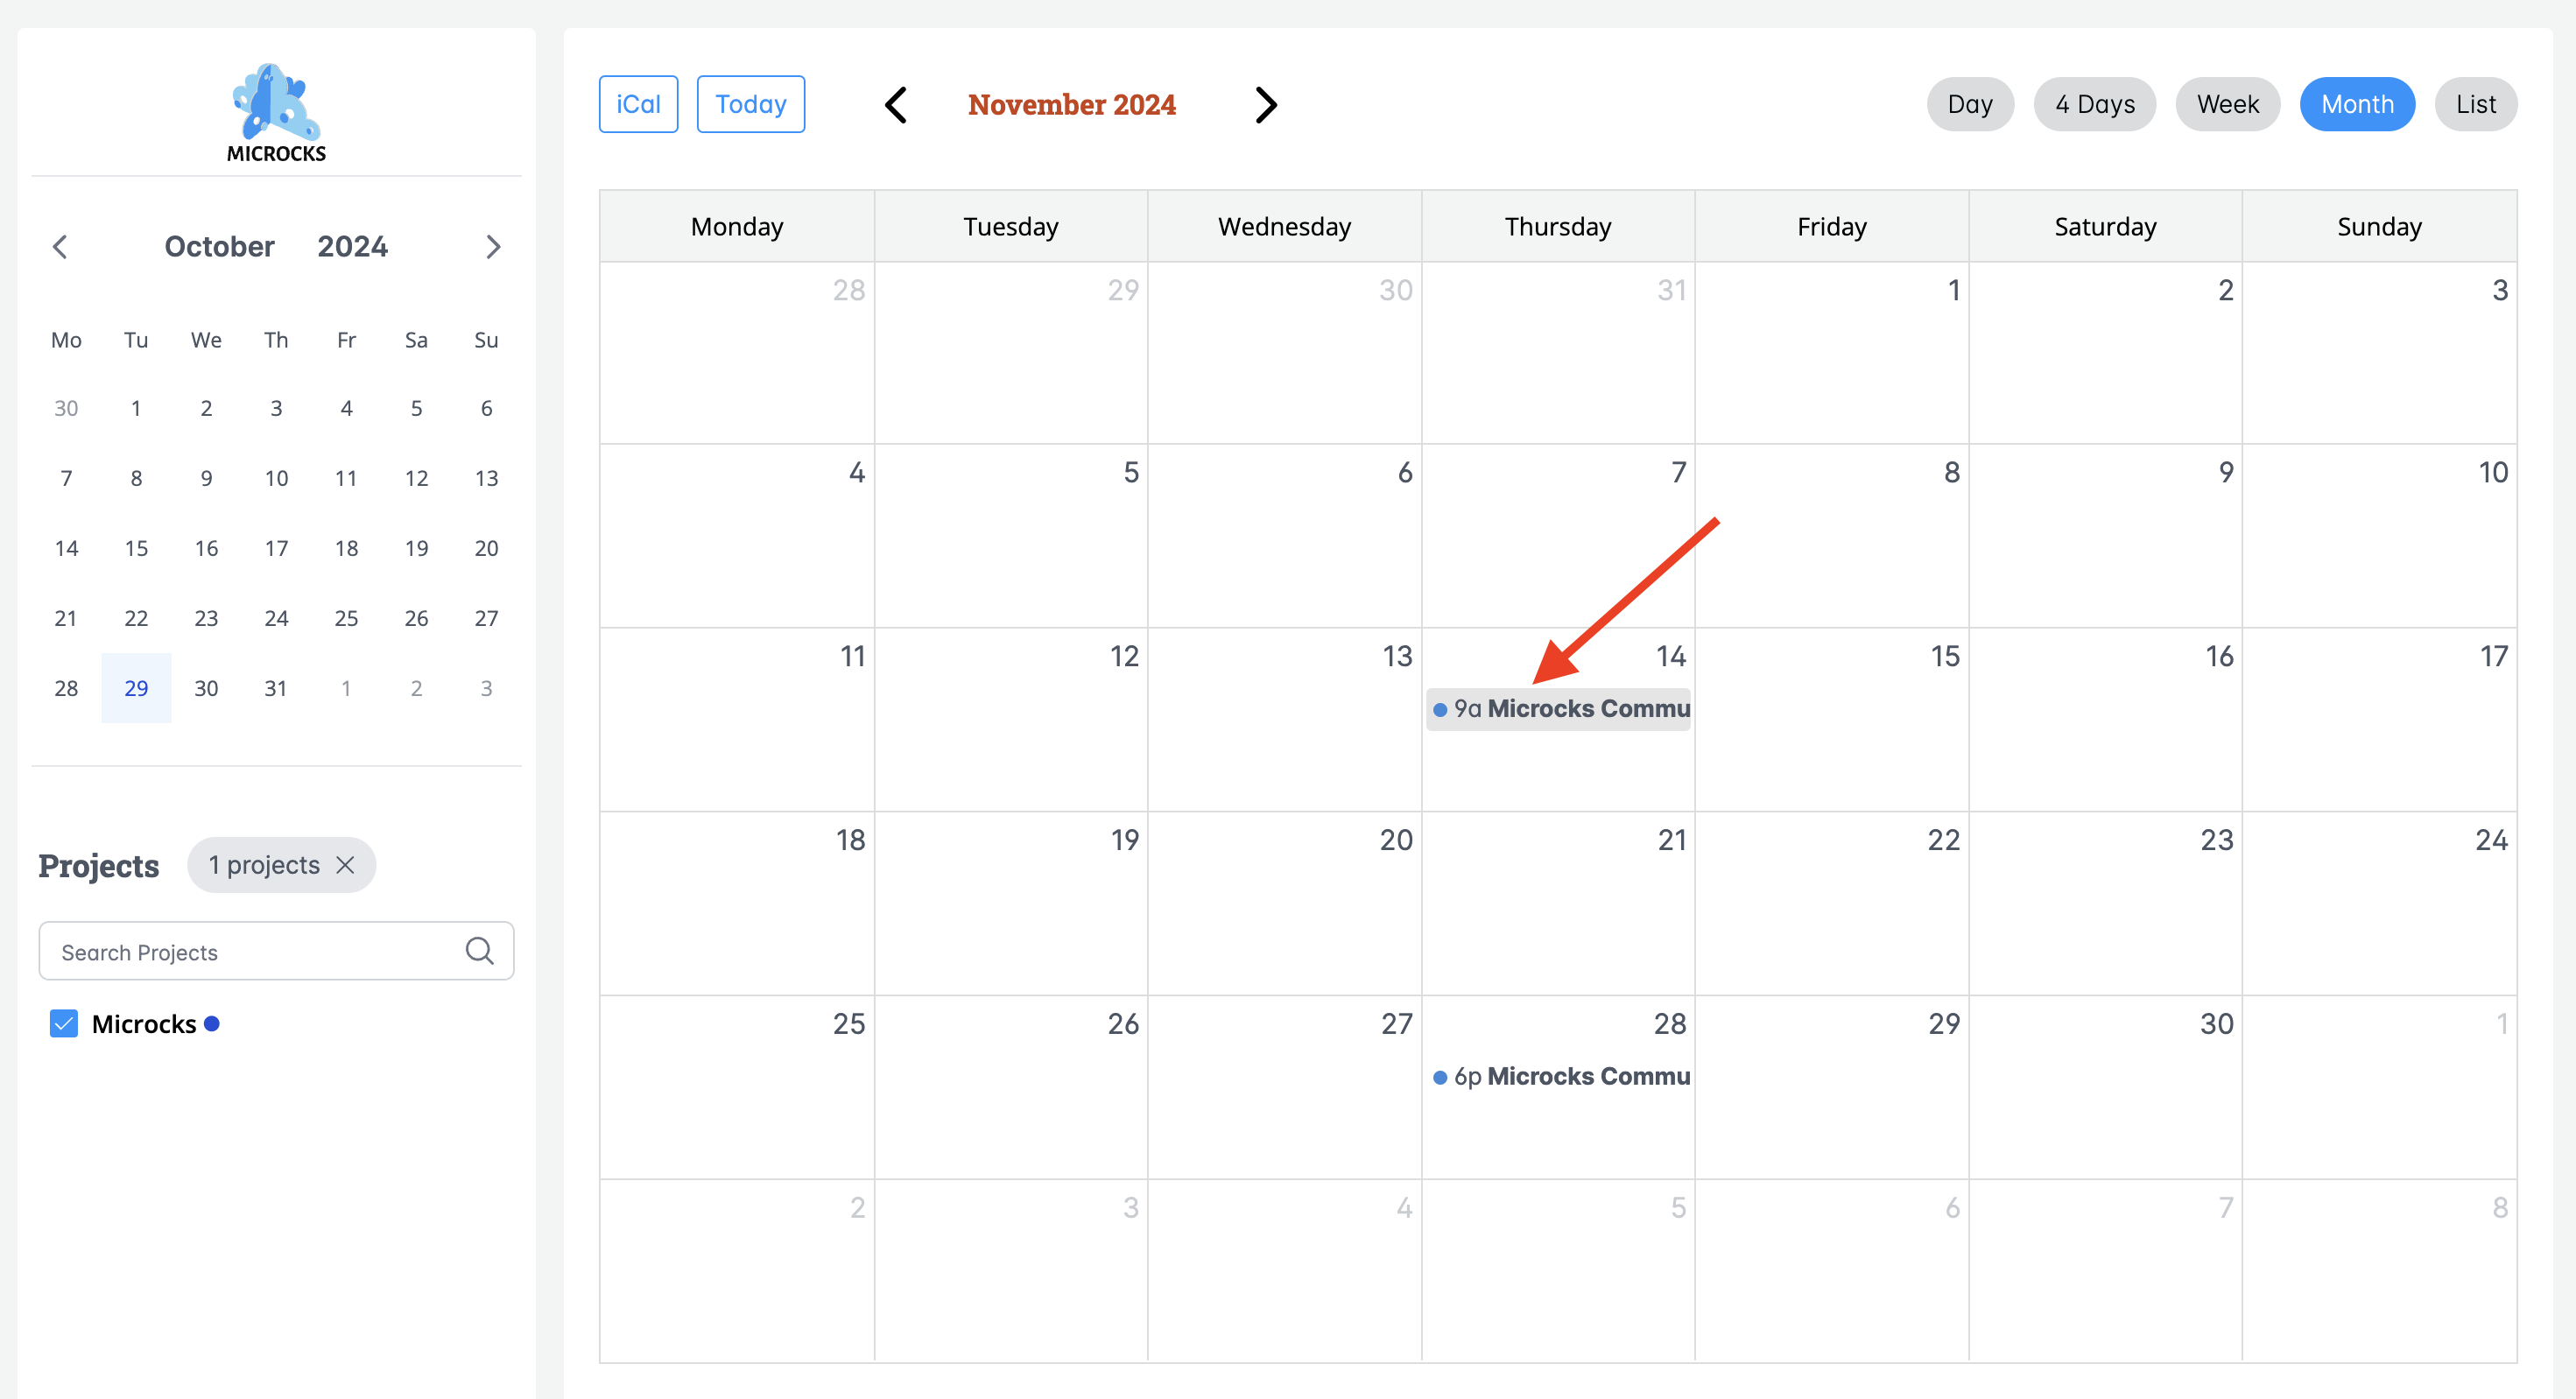 MICROCKS
October 2024
Mo Tu We Th Fr Sa Su
30 1 2 3 4 5 6
7 8 9 10 11 12 13
14 15 16 17 18 19 20
21 22 23 24 25 26 27
28 29 30 31 1 2 3
Projects 1 projects
Search Projects
Microcks
iCal Today November 2024 Day 4 Days Week Month List
Monday Tuesday Wednesday Thursday Friday Saturday Sunday
28 29 30 31 1 2 3
4 5 6 7 8 9 10
11 12 13 14 15 16 17
9a Microcks Commu
18 19 20 21 22 23 24
25 26 27 28 29 30 1
6p Microcks Commu
2 3 4 5 6 7 8